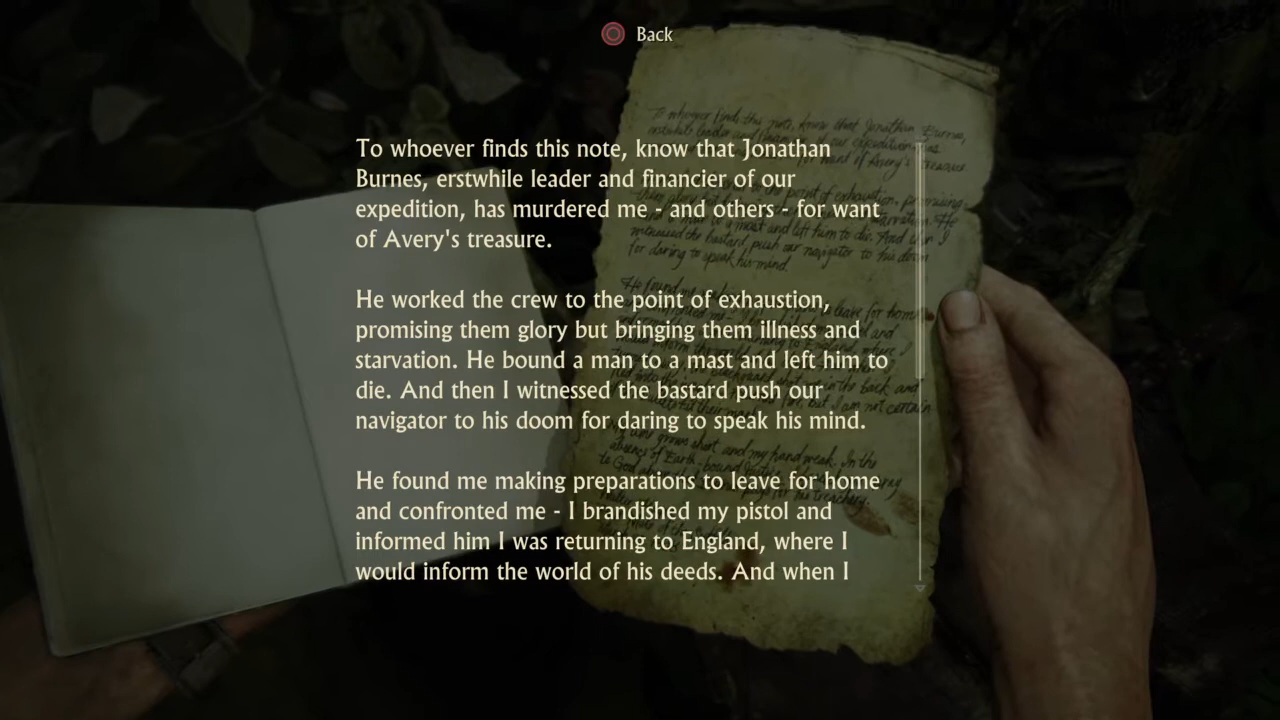 Back
To whoever finds this note, know that Jonathan
Burnes, erstwhile leader and financier of our
expedition, has murdered me - and others - for want
of Avery's treasure.
He worked the crew to the point of exhaustion,
promising them glory but bringing them illness and
starvation. He bound a man to a mast and left him to
die. And then I witnessed the bastard push our
navigator to his doom for daring to speak his mind.
He found me making preparations to leave for home
and confronted me - I brandished my pistol and
informed him I was returning to England, where I
would inform the world of his deeds. And when I